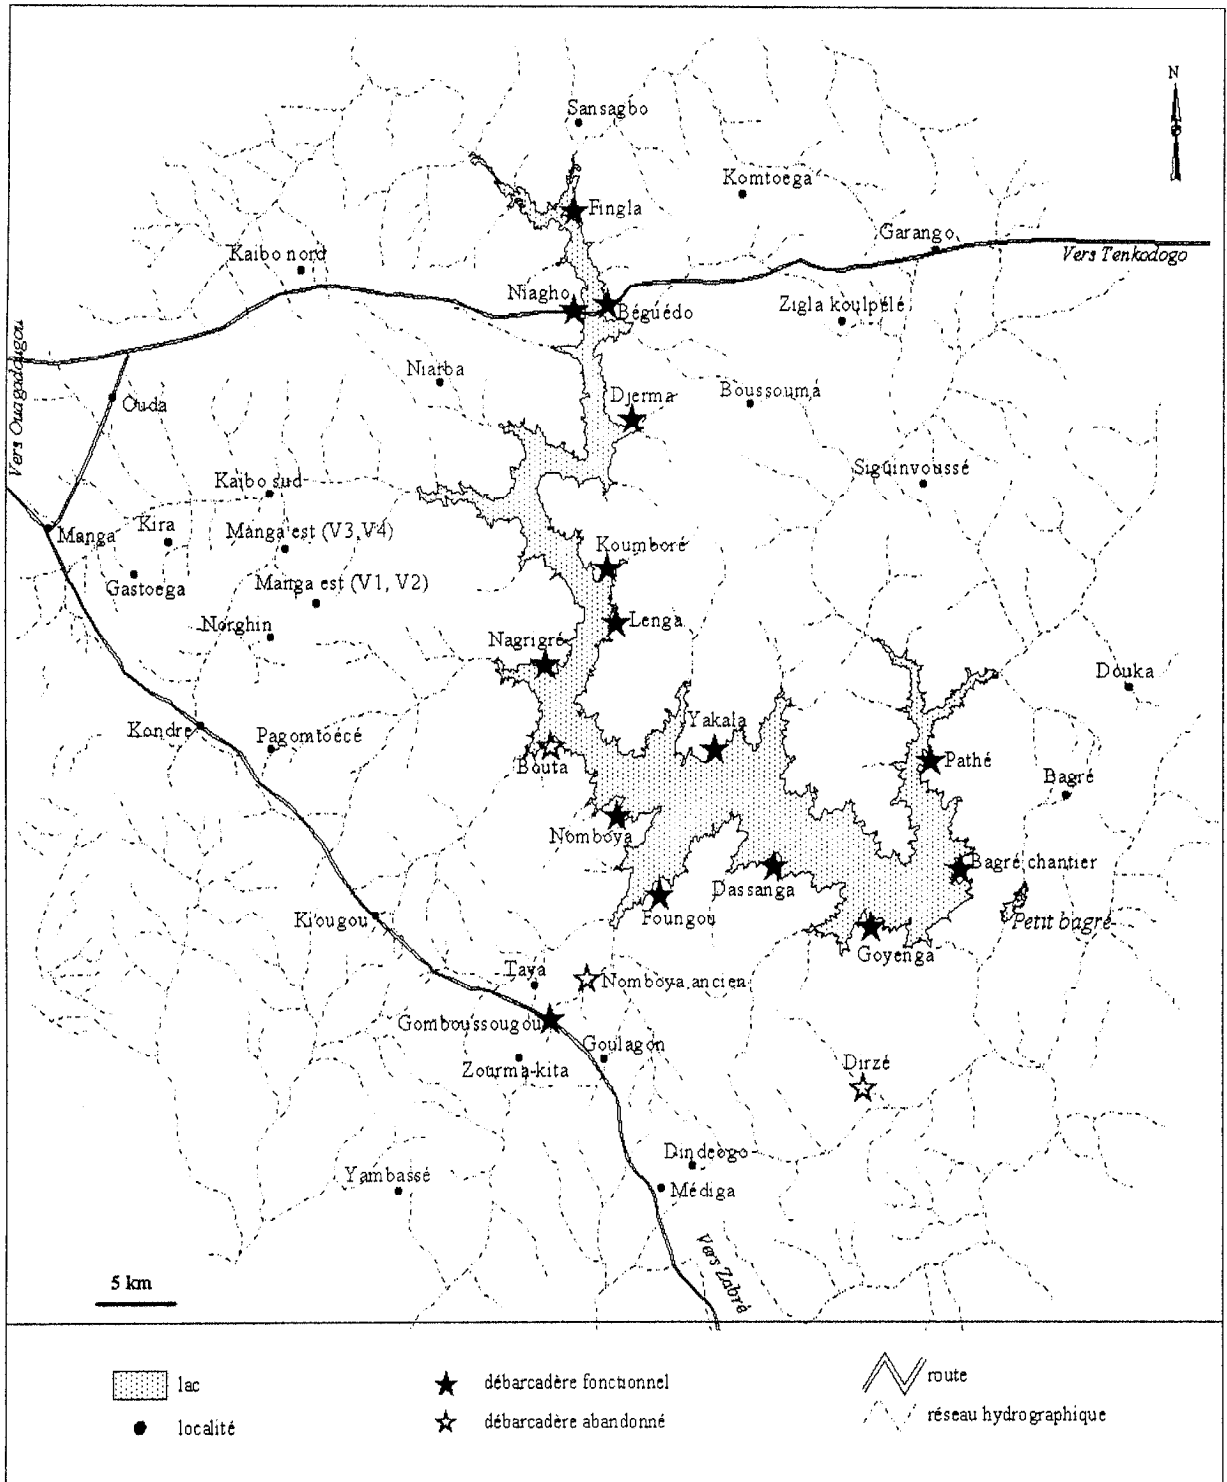 N
Sansagbo
Komtoega
Fingla
Garango
Kaibo nord
Vers Tenkodogo
Niagho
Béguédo
Zigla koulpélé
Vers Ouagadougou
Niarba
Djerma
Boussouma
Ouda
Siguinvoussé
Kaibo sud
Manga
Kira
Manga est (V3,V4)
Koumboré
Gastoega
Manga est (V1, V2)
Lenga
Norghin
Nagrigré
Douka
Yakala
Kondre
Pagomtoécé
Bouta
Pathé
Bagré
Nomboya
Bagré chantier
Dassanga
Foungou
Petit bagré
Kiougou
Goyenga
Taya
Nomboya ancien
Gomboussougou
Goulagon
Zourma-kita
Dirzé
Dindeogo
Yambassé
Médiga
Vers Zabré
5 km
lac
débarcadère fonctionnel
route
localité
débarcadère abandonné
réseau hydrographique